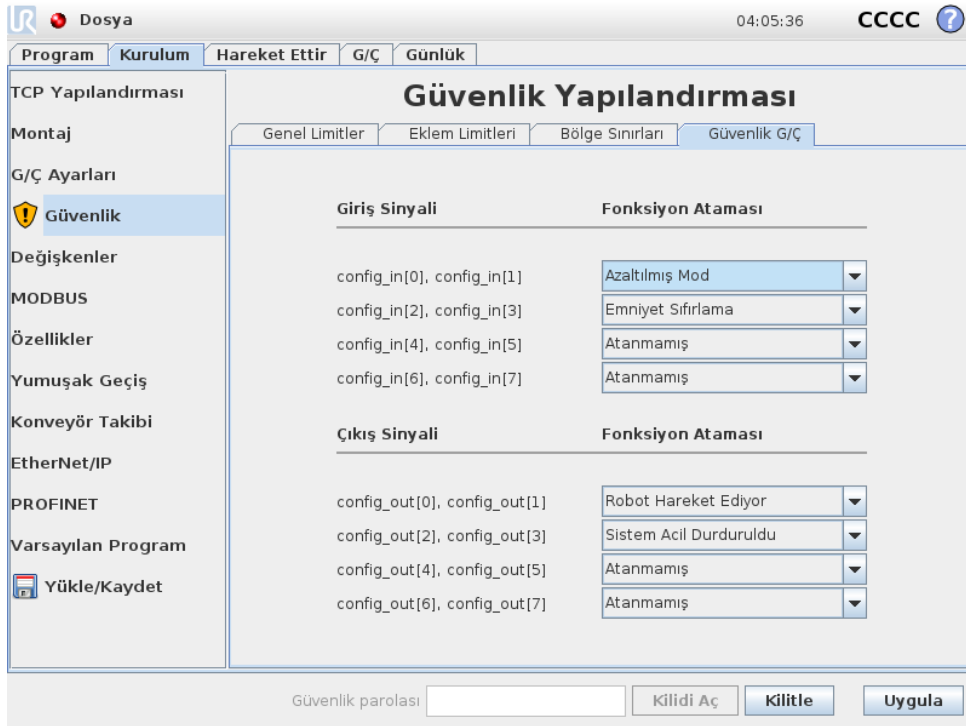 UR Dosya 04:05:36 CCCC ?
Program Kurulum Hareket Ettir G/Ç Günlük
TCP Yapılandırması
Montaj
G/Ç Ayarları
! Güvenlik
Değişkenler
MODBUS
Özellikler
Yumuşak Geçiş
Konveyör Takibi
EtherNet/IP
PROFINET
Varsayılan Program
Yükle/Kaydet
Güvenlik Yapılandırması
Genel Limitler Eklem Limitleri Bölge Sınırları Güvenlik G/Ç
Giriş Sinyali Fonksiyon Ataması
config_in[0], config_in[1] Azaltılmış Mod
config_in[2], config_in[3] Emniyet Sıfırlama
config_in[4], config_in[5] Atanmamış
config_in[6], config_in[7] Atanmamış
Çıkış Sinyali Fonksiyon Ataması
config_out[0], config_out[1] Robot Hareket Ediyor
config_out[2], config_out[3] Sistem Acil Durduruldu
config_out[4], config_out[5] Atanmamış
config_out[6], config_out[7] Atanmamış
Güvenlik parolası Kilidi Aç Kilitle Uygula